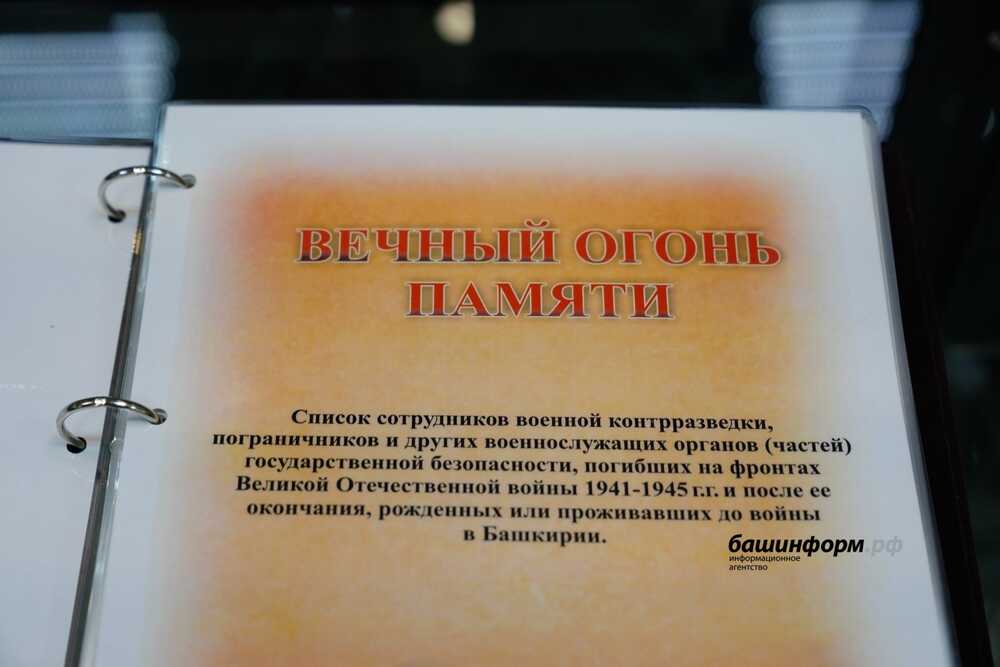 ВЕЧНЫЙ ОГОНЬ
ПАМЯТИ
Список сотрудников военной контрразведки,
пограничников и других военнослужащих органов (частей)
государственной безопасности, погибших на фронтах
Великой Отечественной войны 1941-1945 г.г. и после ее
окончания, рожденных или проживавших до войны
в Башкирии.
башинформ.рф
информационное
агентство